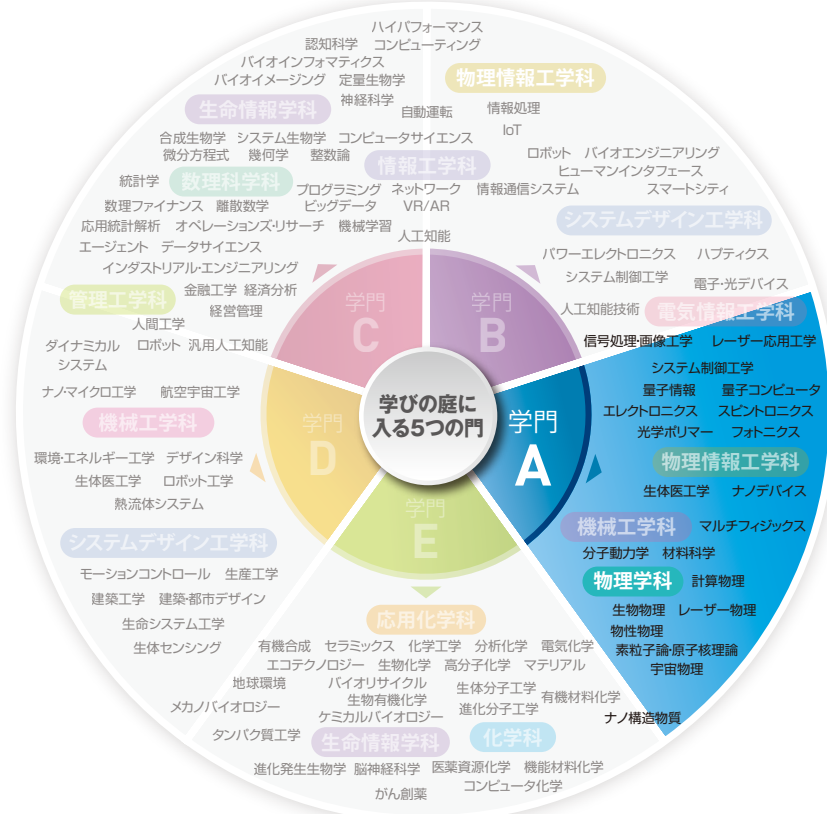 ハイパフォーマンス
コンピューティング
認知科学
バイオインフォマティクス
バイオイメージング 定量生物学
神経科学
生命情報学科
自動運転
合成生物学 システム生物学 コンピュータサイエンス
微分方程式 幾何学 整数論
情報工学科
統計学
数理科学科
プログラミング ネットワーク
数理ファイナンス 離散数学
ビッグデータ VR/AR
応用統計解析 オペレーションズ・リサーチ 機械学習
エージェント データサイエンス
人工知能
インダストリアル・エンジニアリング
物理情報工学科
情報処理
IoT
ロボット バイオエンジニアリング
ヒューマンインタフェース
情報通信システム
スマートシティ
システムデザイン工学科
パワーエレクトロニクス ハプティクス
システム制御工学
電子・光デバイス
人工知能技術
電気情報工学科
管理工学科
金融工学 経済分析
経営管理
人間工学
ダイナミカル
システム
ロボット 汎用人工知能
ナノ・マイクロ工学 航空宇宙工学
機械工学科
環境・エネルギー工学 デザイン科学
生体医工学 ロボット工学
熱流体システム
システムデザイン工学科
モーションコントロール 生産工学
建築工学 建築・都市デザイン
生命システム工学
生体センシング
学門
C
学門
B
学門
D
学びの庭に
入る5つの門
学門
A
学門
E
信号処理・画像工学 レーザー応用工学
システム制御工学
量子情報 量子コンピュータ
エレクトロニクス スピントロニクス
光学ポリマー フォトニクス
物理情報工学科
生体医工学 ナノデバイス
機械工学科
マルチフィジックス
分子動力学 材料科学
物理学科
計算物理
生物物理 レーザー物理
物性物理
素粒子論・原子核理論
宇宙物理
ナノ構造物質
応用化学科
有機合成 セラミックス 化学工学 分析化学 電気化学
エコテクノロジー 生物化学 高分子化学 マテリアル
地球環境
バイオリサイクル
生体分子工学
生物有機化学
有機材料化学
メカノバイオロジー
ケミカルバイオロジー
進化分子工学
タンパク質工学
生命情報学科
化学科
進化発生生物学 脳神経科学 医薬資源化学 機能材料化学
がん創薬
コンピュータ化学